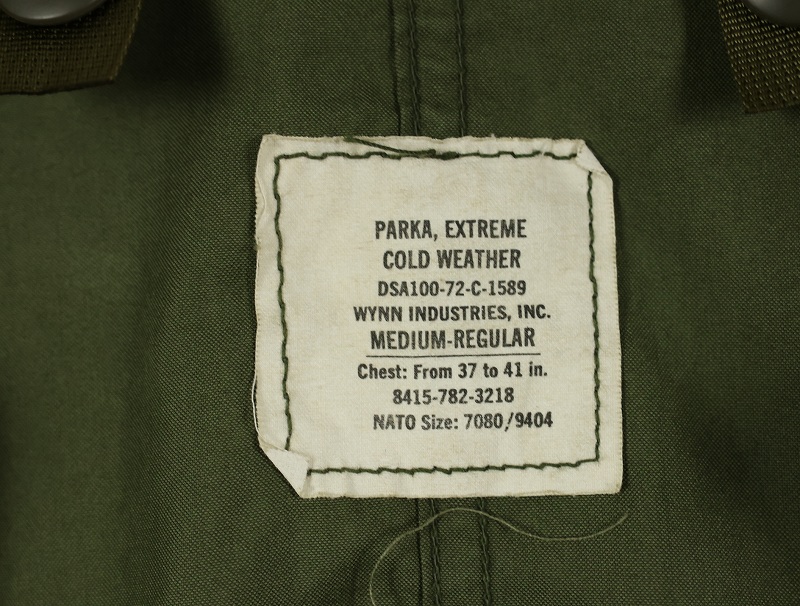 PARKA, EXTREME
COLD WEATHER
DSA100-72-C-1589
WYNN INDUSTRIES, INC.
MEDIUM-REGULAR
Chest: From 37 to 41 in.
8415-782-3218
NATO Size: 7080/9404